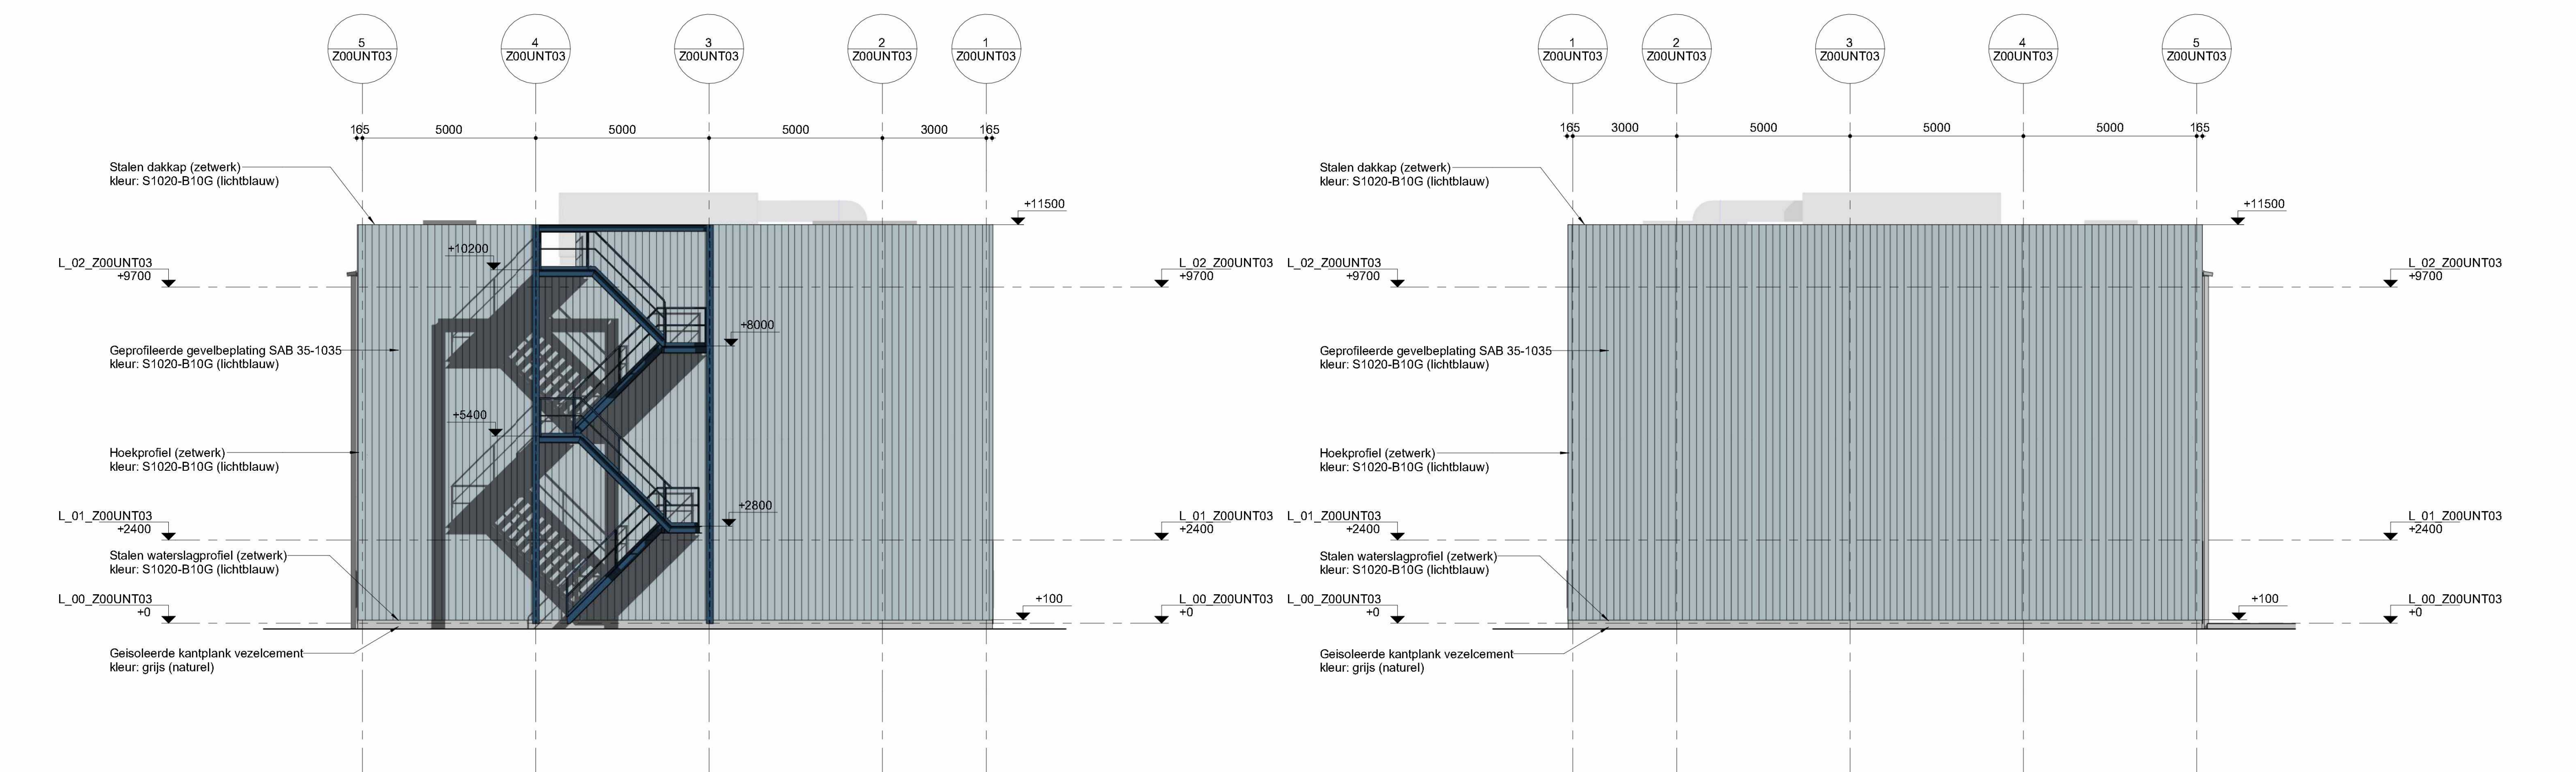 5
Z00UNT03
4
Z00UNT03
3
Z00UNT03
2
Z00UNT03
1
Z00UNT03
165
5000
5000
5000
3000
165
Stalen dakkap (zetwerk)
kleur: S1020-B10G (lichtblauw)
+11500
+10200
L_02_Z00UNT03
+9700
L_02_Z00UNT03
+9700
+8000
Geprofileerde gevelbeplating SAB 35-1035
kleur: S1020-B10G (lichtblauw)
+5400
Hoekprofiel (zetwerk)
kleur: S1020-B10G (lichtblauw)
+2800
L_01_Z00UNT03
+2400
L_01_Z00UNT03
+2400
Stalen waterslagprofiel (zetwerk)
kleur: S1020-B10G (lichtblauw)
L_00_Z00UNT03
+0
+100
L_00_Z00UNT03
+0
Geisoleerde kantplank vezelcement
kleur: grijs (naturel)
1
Z00UNT03
2
Z00UNT03
3
Z00UNT03
4
Z00UNT03
5
Z00UNT03
165
3000
5000
5000
5000
165
Stalen dakkap (zetwerk)
kleur: S1020-B10G (lichtblauw)
+11500
L_02_Z00UNT03
+9700
L_02_Z00UNT03
+9700
Geprofileerde gevelbeplating SAB 35-1035
kleur: S1020-B10G (lichtblauw)
Hoekprofiel (zetwerk)
kleur: S1020-B10G (lichtblauw)
L_01_Z00UNT03
+2400
L_01_Z00UNT03
+2400
Stalen waterslagprofiel (zetwerk)
kleur: S1020-B10G (lichtblauw)
L_00_Z00UNT03
+0
+100
L_00_Z00UNT03
+0
Geisoleerde kantplank vezelcement
kleur: grijs (naturel)